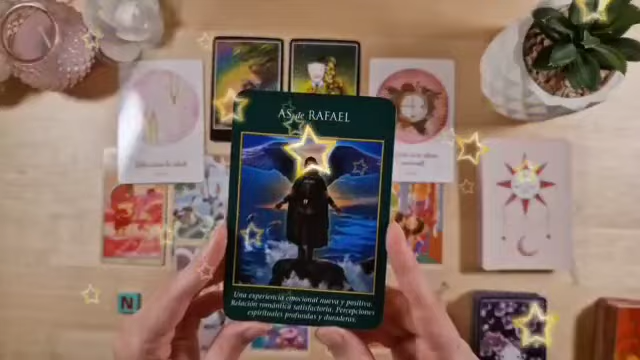 AS de RAFAEL
Una experiencia emocional nueva y positiva.
Relación romántica satisfactoria. Percepciones
espirituales profundas y duraderas.
N